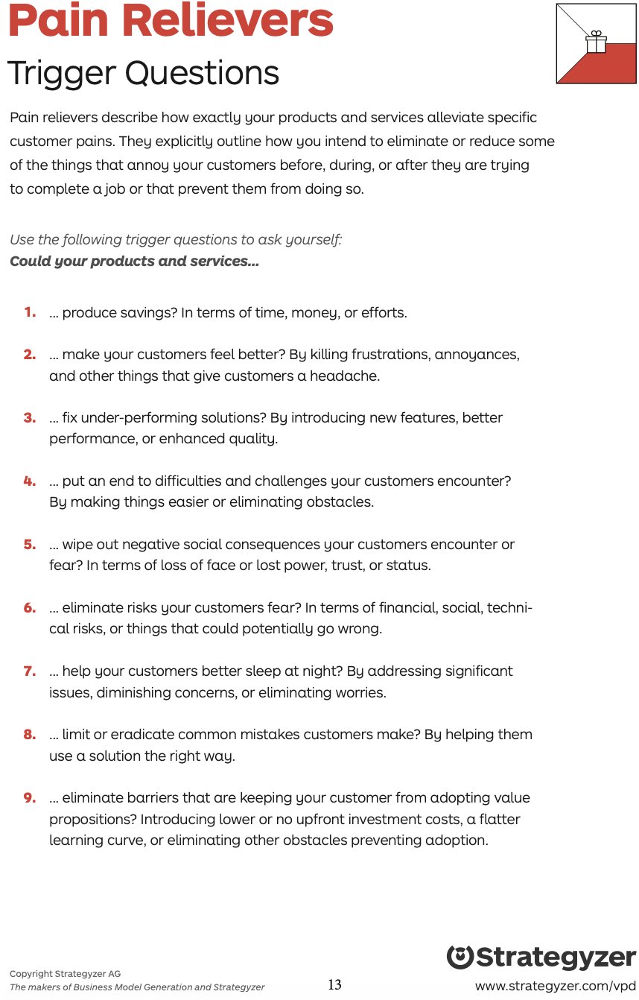 Pain Relievers
Trigger Questions
Pain relievers describe how exactly your products and services alleviate specific
customer pains. They explicitly outline how you intend to eliminate or reduce some
of the things that annoy your customers before, during, or after they are trying
to complete a job or that prevent them from doing so.
Use the following trigger questions to ask yourself:
Could your products and services...
1. ... produce savings? In terms of time, money, or efforts.
2. ... make your customers feel better? By killing frustrations, annoyances,
and other things that give customers a headache.
3. ... fix under-performing solutions? By introducing new features, better
performance, or enhanced quality.
4. ... put an end to difficulties and challenges your customers encounter?
By making things easier or eliminating obstacles.
5. ... wipe out negative social consequences your customers encounter or
fear? In terms of loss of face or lost power, trust, or status.
6. ... eliminate risks your customers fear? In terms of financial, social, techni-
cal risks, or things that could potentially go wrong.
7. ... help your customers better sleep at night? By addressing significant
issues, diminishing concerns, or eliminating worries.
8. ... limit or eradicate common mistakes customers make? By helping them
use a solution the right way.
9. ... eliminate barriers that are keeping your customer from adopting value
propositions? Introducing lower or no upfront investment costs, a flatter
learning curve, or eliminating other obstacles preventing adoption.
Strategyzer
Copyright Strategyzer AG
The makers of Business Model Generation and Strategyzer
13
www.strategyzer.com/vpd